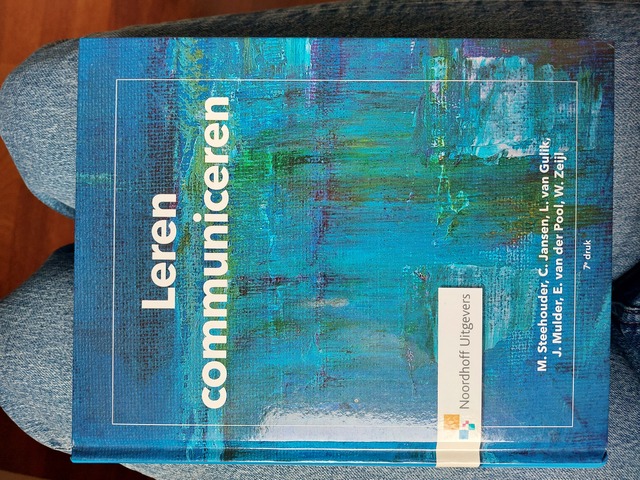 Leren
communiceren
M. Steehouder, C. Jansen, L. van Gulik,
J. Mulder, E. van der Pool, W. Zeijl
7e druk
Noordhoff Uitgevers